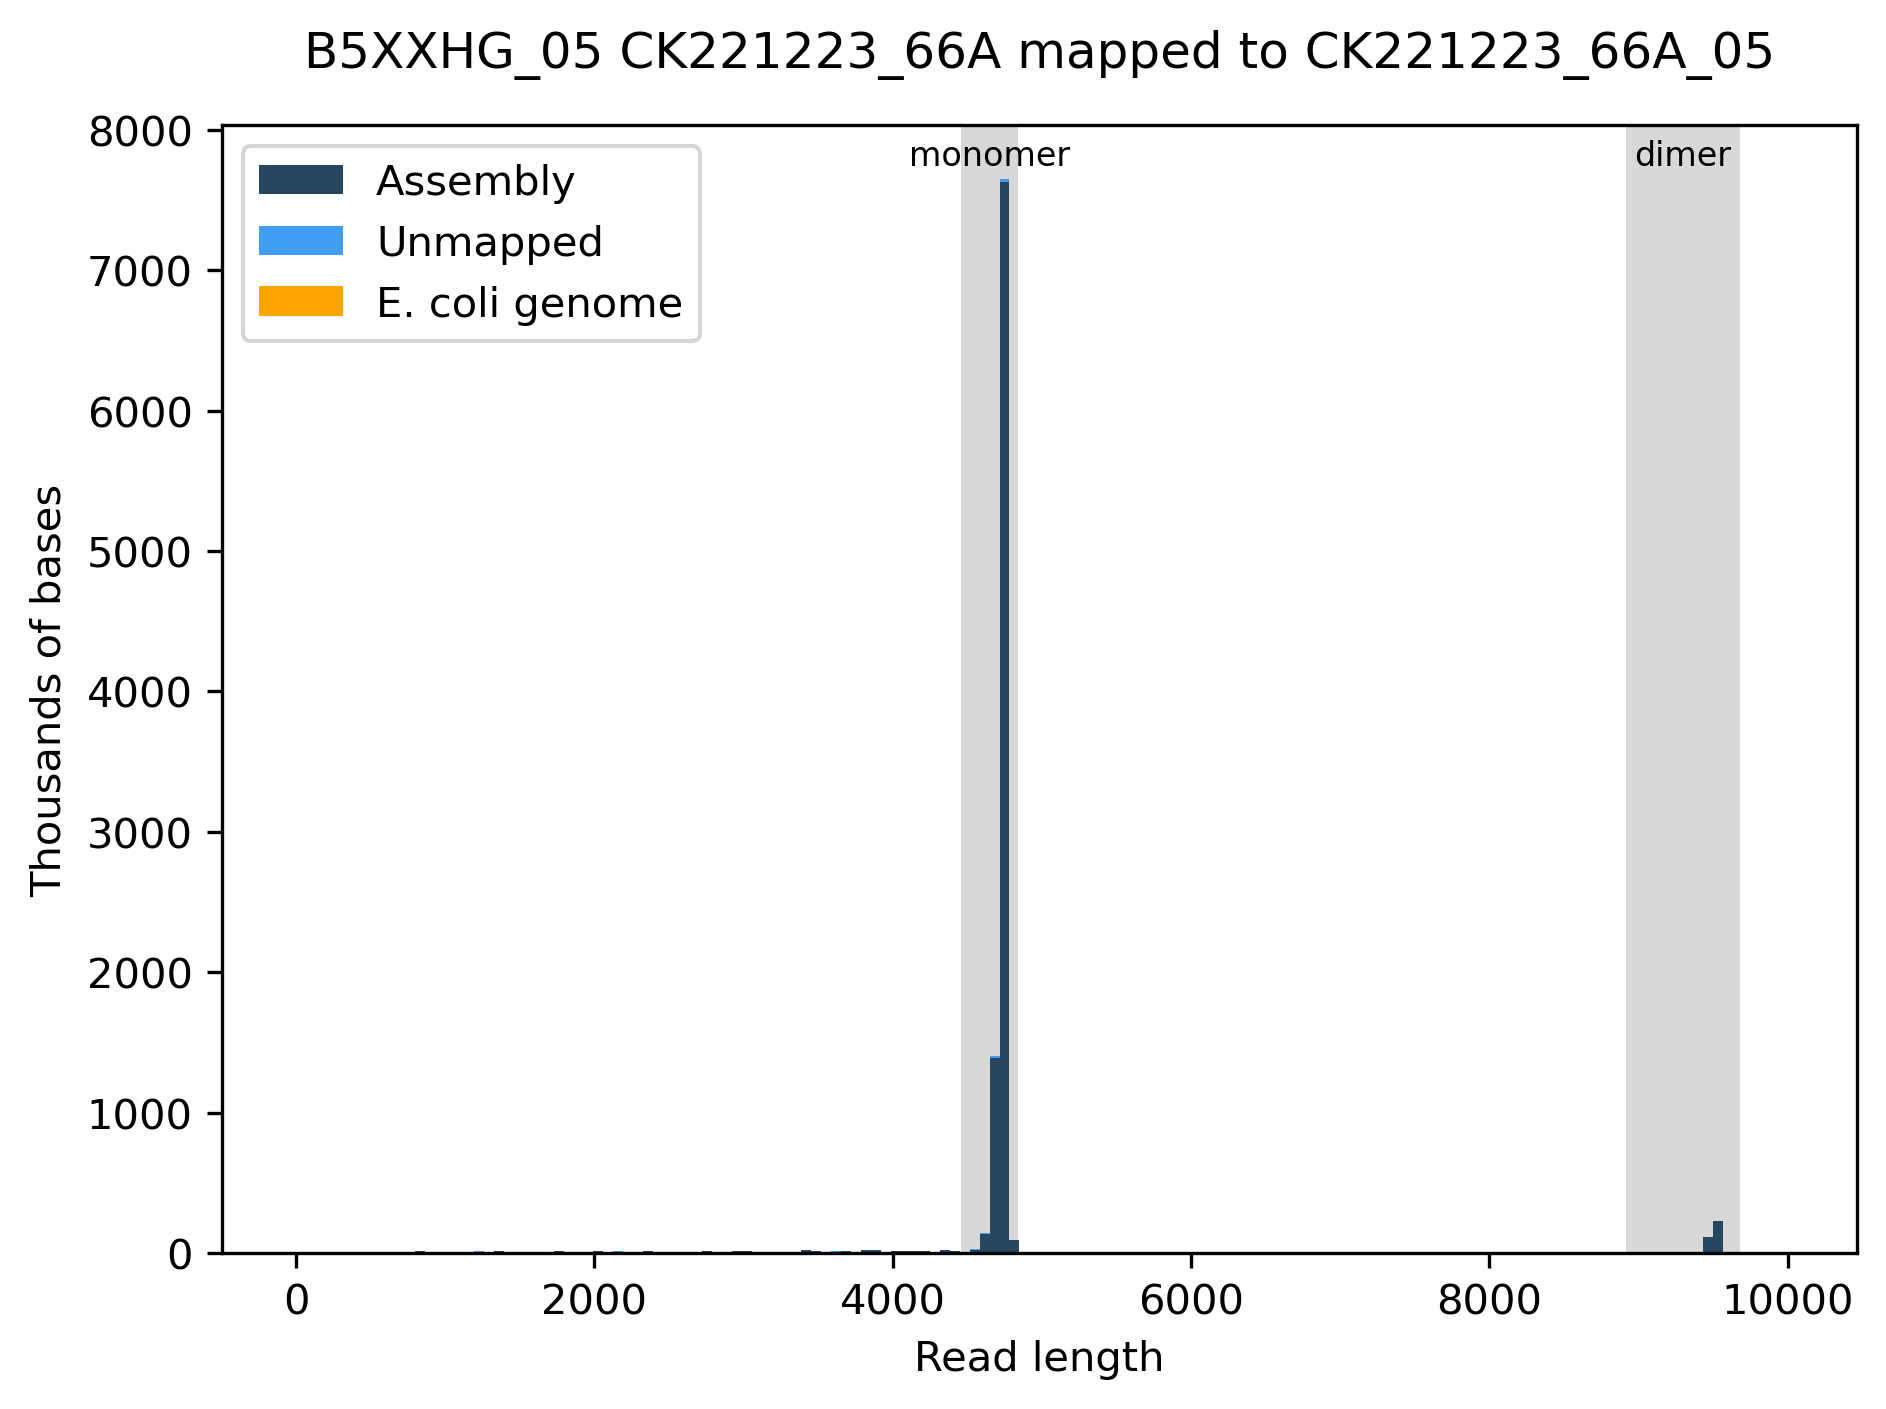 B5XXHG_05 CK221223_66A mapped to CK221223_66A_05
Assembly
Unmapped
E. coli genome
monomer
dimer
8000
7000
6000
5000
4000
3000
2000
1000
0
Thousands of bases
0 2000 4000 6000 8000 10000
Read length